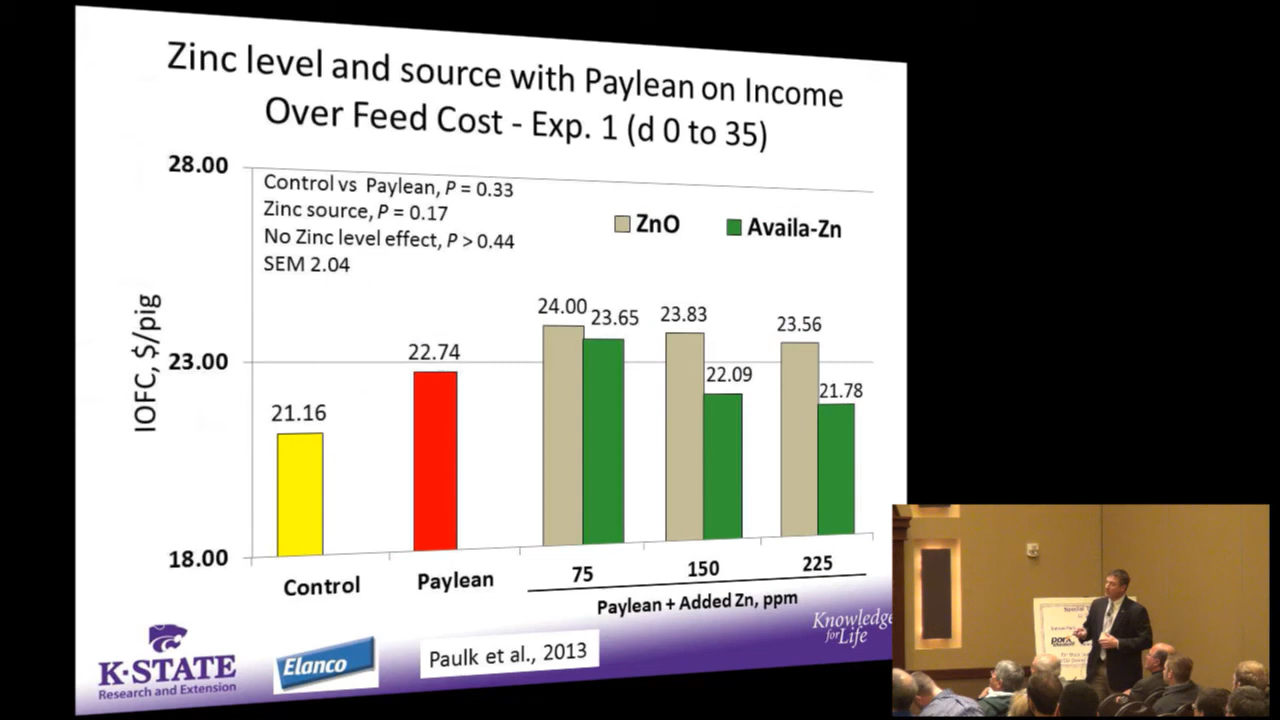 Zinc level and source with Paylean on Income
Over Feed Cost - Exp. 1 (d 0 to 35)
28.00
Control vs Paylean, P = 0.33
Zinc source, P = 0.17
No Zinc level effect, P > 0.44
SEM 2.04
ZnO
Availa-Zn
IOFC, $/pig
23.00
18.00
21.16
22.74
24.00
23.65
23.83
22.09
23.56
21.78
Control
Paylean
75
150
225
Paylean + Added Zn, ppm
K-STATE
Research and Extension
Elanco
Paulk et al., 2013
Knowledge
for Life